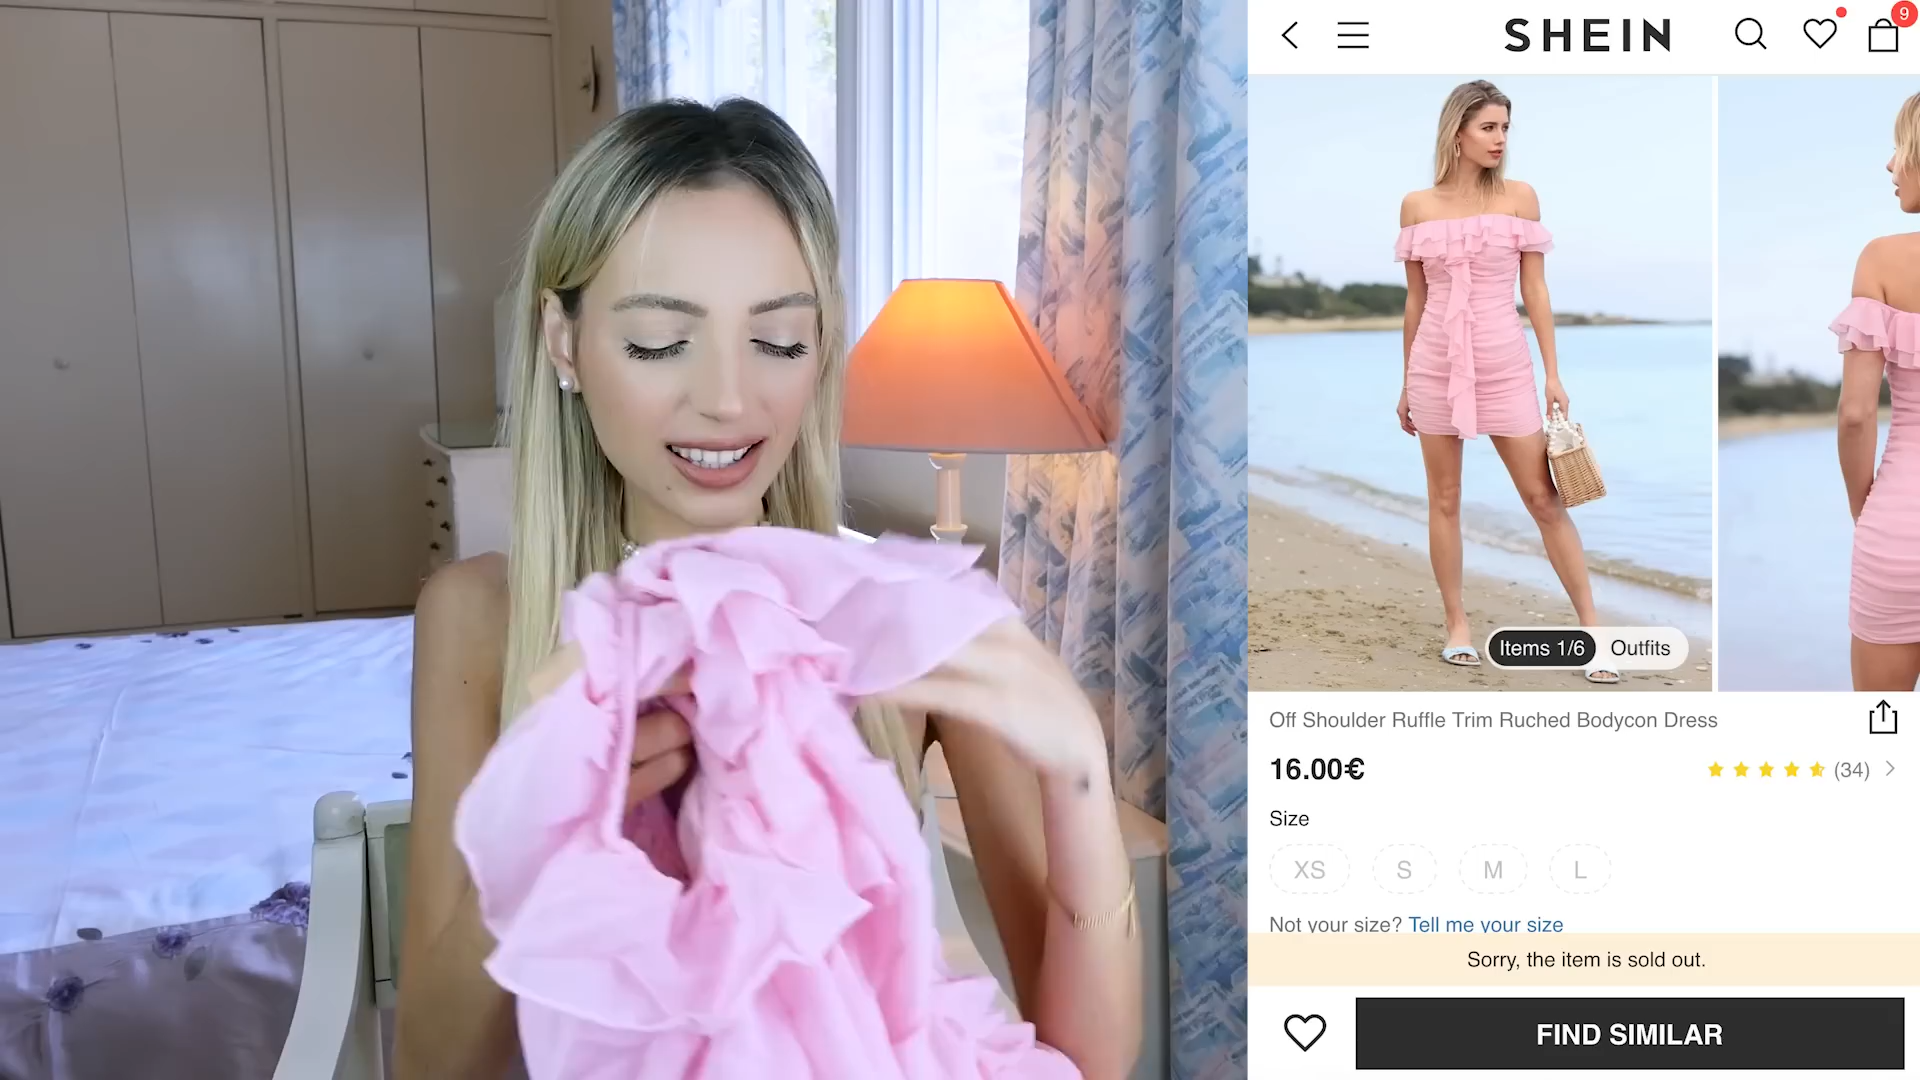 SHEIN
9
Items 1/6 Outfits
Off Shoulder Ruffle Trim Ruched Bodycon Dress
16.00€
(34)
Size
XS S M L
Not your size? Tell me your size
Sorry, the item is sold out.
FIND SIMILAR